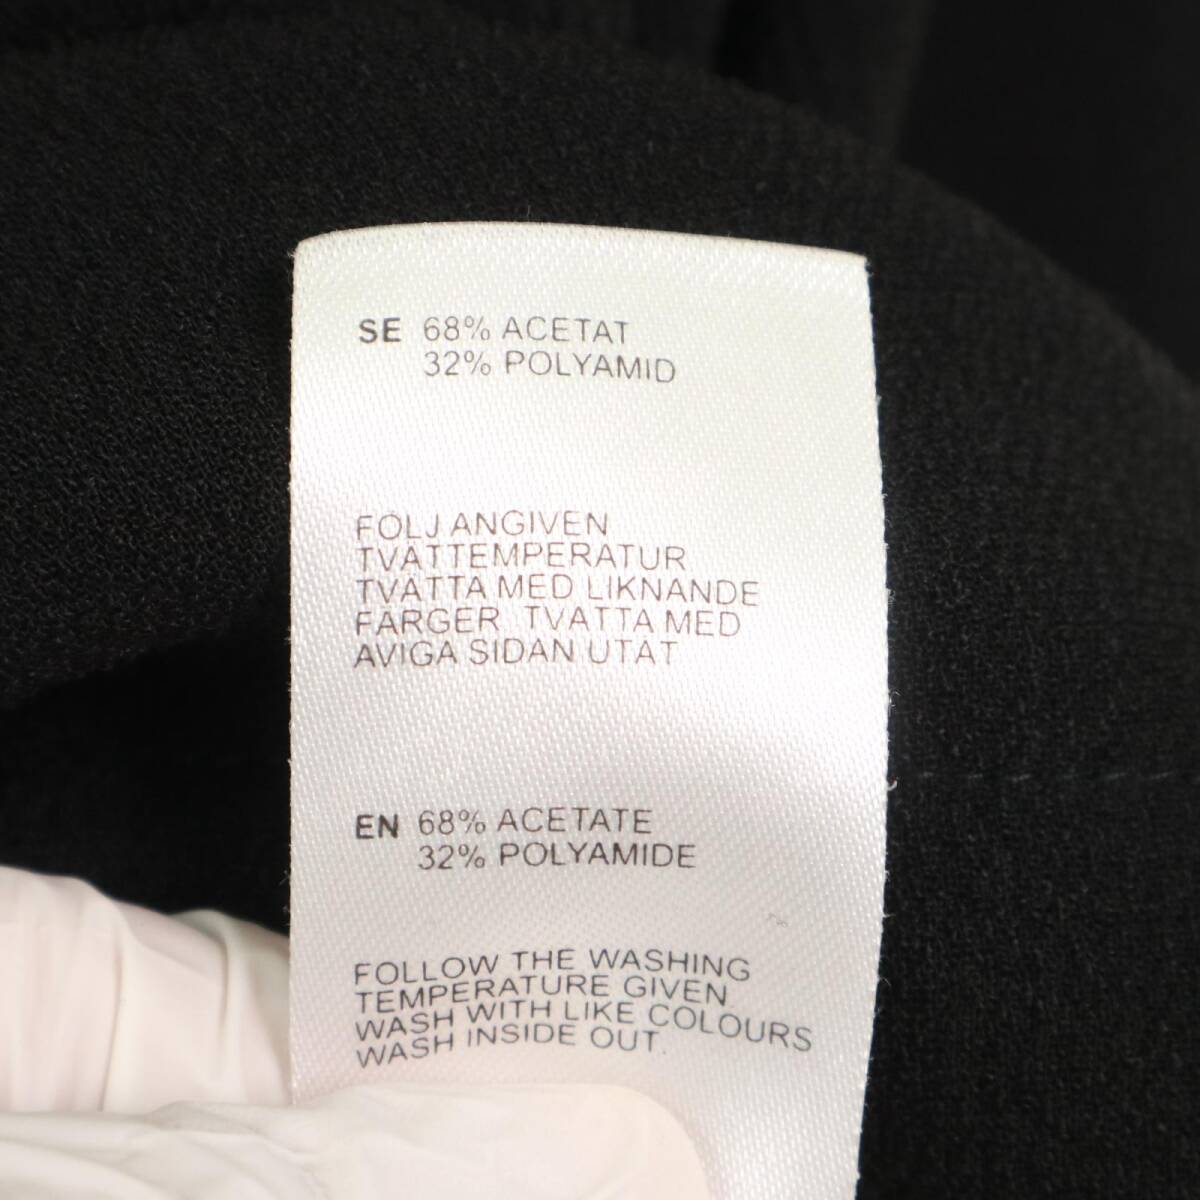 SE 68% ACETAT
32% POLYAMID
FÖLJ ANGIVEN
TVÄTTEMPERATUR
TVÄTTA MED LIKNANDE
FÄRGER. TVÄTTA MED
AVIGA SIDAN UTÅT
EN 68% ACETATE
32% POLYAMIDE
FOLLOW THE WASHING
TEMPERATURE GIVEN.
WASH WITH LIKE COLOURS
WASH INSIDE OUT.